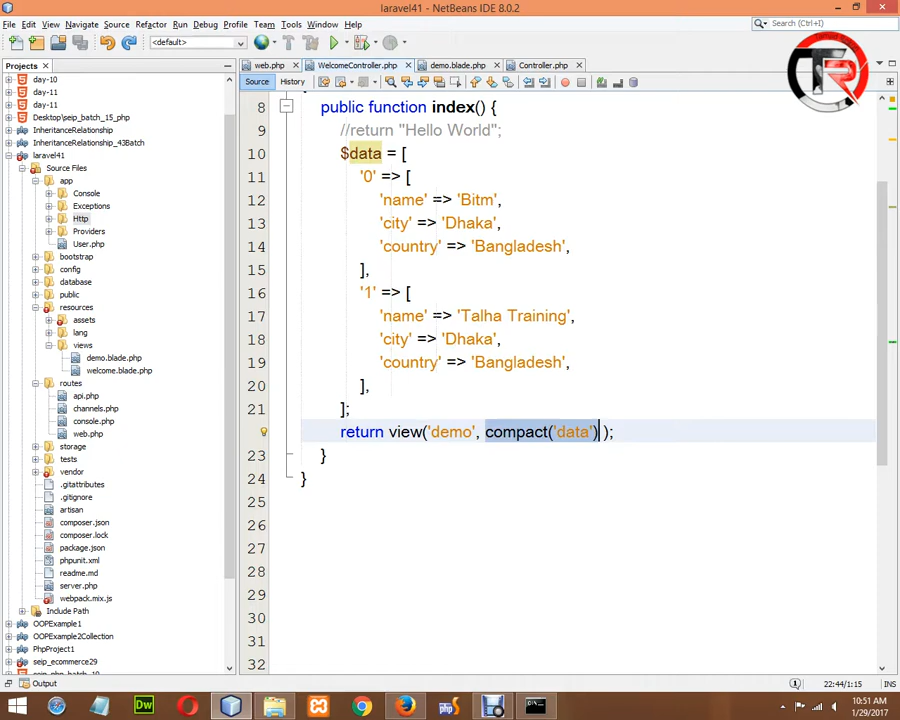 laravel41 - NetBeans IDE 8.0.2
File Edit View Navigate Source Refactor Run Debug Profile Team Tools Window Help
Search (Ctrl+I)
<default>
Projects
web.php WelcomeController.php demo.blade.php Controller.php
Source History
day-10
day-11
day-11
Desktop\seip_batch_15_php
InheritanceRelationship
InheritanceRelationship_43Batch
laravel41
Source Files
app
Console
Exceptions
Http
Providers
User.php
bootstrap
config
database
public
resources
assets
lang
views
demo.blade.php
welcome.blade.php
routes
api.php
channels.php
console.php
web.php
storage
tests
vendor
.gitattributes
.gitignore
artisan
composer.json
composer.lock
package.json
phpunit.xml
readme.md
server.php
webpack.mix.js
Include Path
OOPExample1
OOPExample2Collection
PhpProject1
seip_ecommerce29
seip_php_batch_10
8 public function index() {
9 //return "Hello World";
10 $data = [
11 '0' => [
12 'name' => 'Bitm',
13 'city' => 'Dhaka',
14 'country' => 'Bangladesh',
15 ],
16 '1' => [
17 'name' => 'Talha Training',
18 'city' => 'Dhaka',
19 'country' => 'Bangladesh',
20 ],
21 ];
return view('demo', compact('data') );
23 }
24 }
25
26
27
28
29
30
31
32
Output
22:44/1:15 INS
10:51 AM
1/29/2017